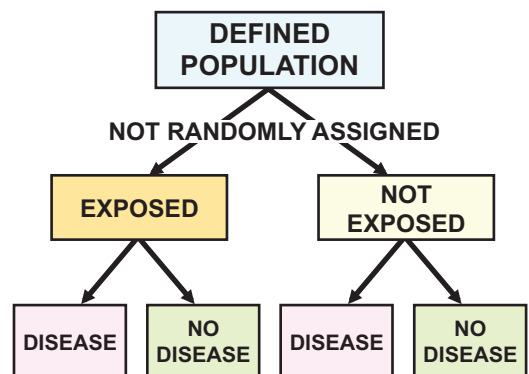 DEFINED
POPULATION
NOT RANDOMLY ASSIGNED
EXPOSED
NOT
EXPOSED
DISEASE
NO
DISEASE
DISEASE
NO
DISEASE